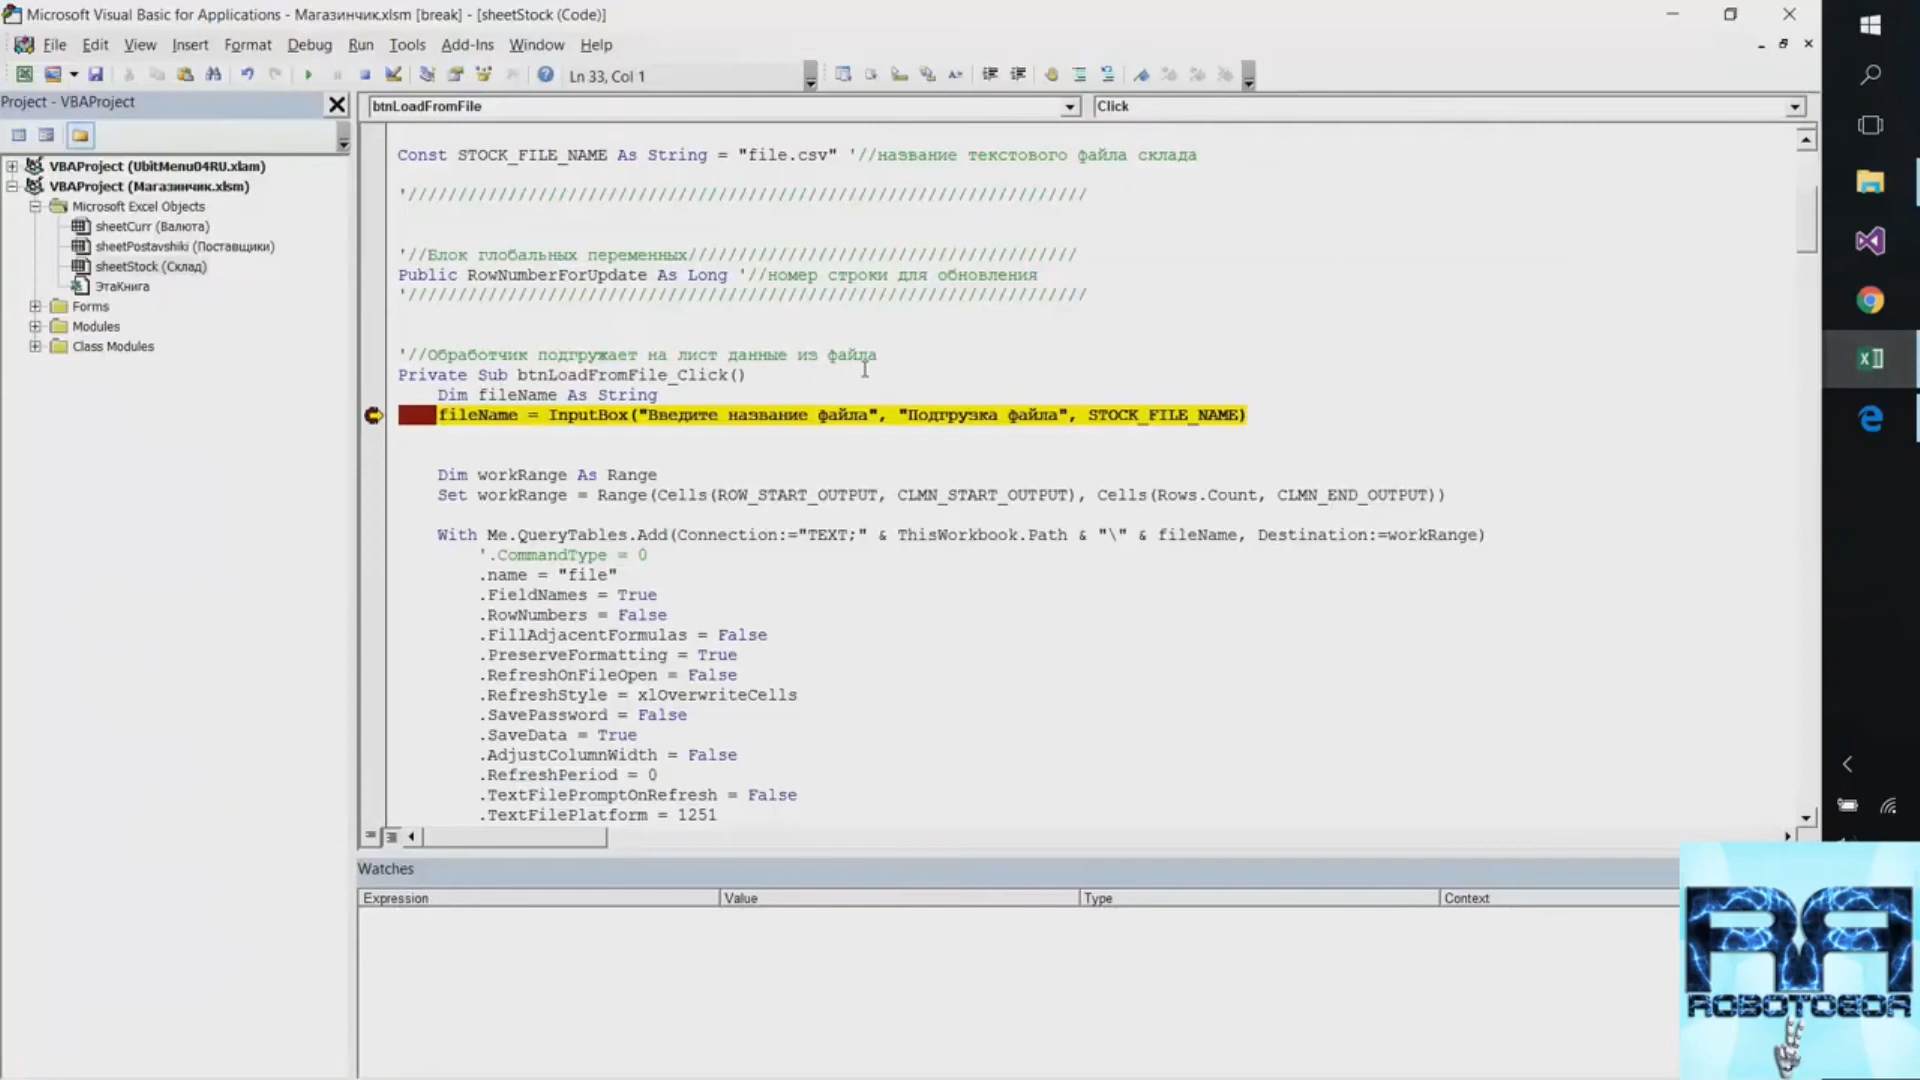 Microsoft Visual Basic for Applications - Магазинчик.xlsm [break] - [sheetStock (Code)]
File Edit View Insert Format Debug Run Tools Add-Ins Window Help
Ln 33, Col 1
Project - VBAProject
VBAProject (UbitMenu04RU.xlam)
VBAProject (Магазинчик.xlsm)
Microsoft Excel Objects
sheetCurr (Валюта)
sheetPostavshiki (Поставщики)
sheetStock (Склад)
ЭтаКнига
Forms
Modules
Class Modules
btnLoadFromFile
Click
Const STOCK_FILE_NAME As String = "file.csv" '//название текстового файла склада
'////////////////////////////////////////////////////////////////////
'//Блок глобальных переменных///////////////////////////////////////
Public RowNumberForUpdate As Long '//номер строки для обновления
'////////////////////////////////////////////////////////////////////
'//Обработчик подгружает на лист данные из файла
Private Sub btnLoadFromFile_Click()
Dim fileName As String
fileName = InputBox("Введите название файла", "Подгрузка файла", STOCK_FILE_NAME)
Dim workRange As Range
Set workRange = Range(Cells(ROW_START_OUTPUT, CLMN_START_OUTPUT), Cells(Rows.Count, CLMN_END_OUTPUT))
With Me.QueryTables.Add(Connection:="TEXT;" & ThisWorkbook.Path & "\" & fileName, Destination:=workRange)
'.CommandType = 0
.name = "file"
.FieldNames = True
.RowNumbers = False
.FillAdjacentFormulas = False
.PreserveFormatting = True
.RefreshOnFileOpen = False
.RefreshStyle = xlOverwriteCells
.SavePassword = False
.SaveData = True
.AdjustColumnWidth = False
.RefreshPeriod = 0
.TextFilePromptOnRefresh = False
.TextFilePlatform = 1251
Watches
Expression Value Type Context